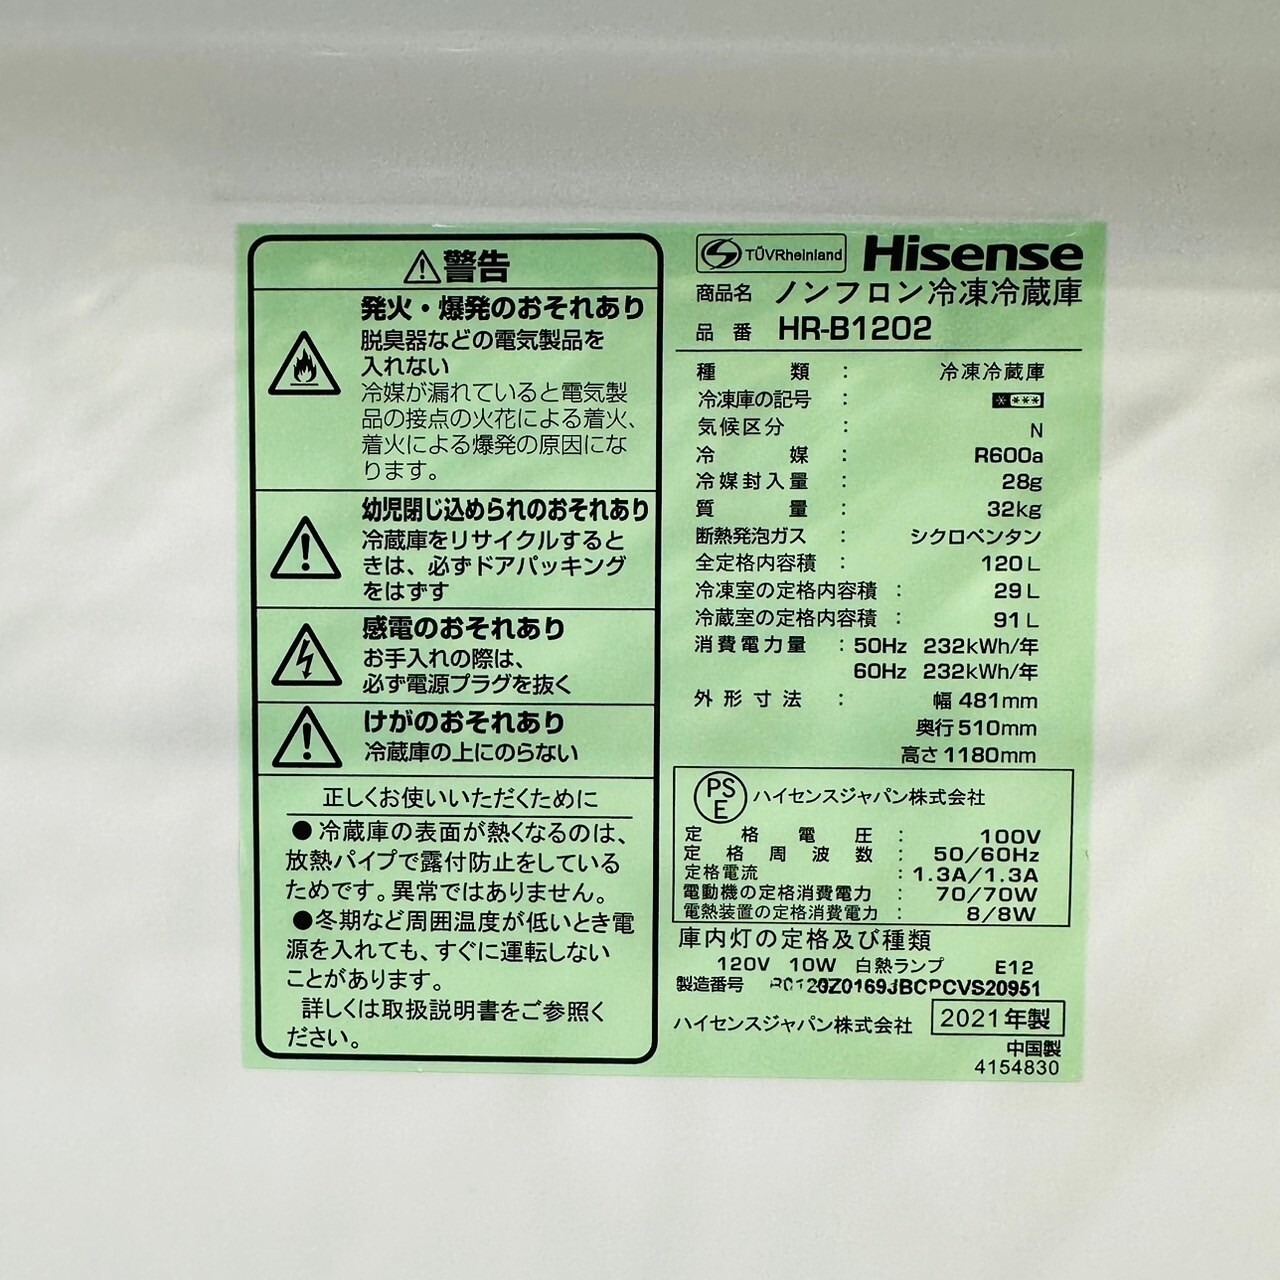 ⚠警告
発火・爆発のおそれあり
脱臭器などの電気製品を
入れない
冷媒が漏れていると電気製
品の接点の火花による着火、
着火による爆発の原因にな
ります。
幼児閉じ込められのおそれあり
冷蔵庫をリサイクルすると
きは、必ずドアパッキング
をはずす
感電のおそれあり
お手入れの際は、
必ず電源プラグを抜く
けがのおそれあり
冷蔵庫の上にのらない
正しくお使いいただくために
●冷蔵庫の表面が熱くなるのは、
放熱パイプで露付防止をしている
ためです。異常ではありません。
●冬期など周囲温度が低いとき電
源を入れても、すぐに運転しない
ことがあります。
詳しくは取扱説明書をご参照く
ださい。
TÜVRheinland Hisense
商品名 ノンフロン冷凍冷蔵庫
品番 HR-B1202
種類 : 冷凍冷蔵庫
冷凍庫の記号 : ****
気候区分 : N
冷媒 : R600a
冷媒封入量 : 28g
質量 : 32kg
断熱発泡ガス : シクロペンタン
全定格内容積 : 120L
冷凍室の定格内容積 : 29L
冷蔵室の定格内容積 : 91L
消費電力量 : 50Hz 232kWh/年
60Hz 232kWh/年
外形寸法 : 幅481mm
奥行510mm
高さ1180mm
PSE ハイセンスジャパン株式会社
定格電圧 : 100V
定格周波数 : 50/60Hz
定格電流 : 1.3A/1.3A
電動機の定格消費電力 : 70/70W
電熱装置の定格消費電力 : 8/8W
庫内灯の定格及び種類
120V 10W 白熱ランプ E12
製造番号
ハイセンスジャパン株式会社 2021年製
中国製
4154830